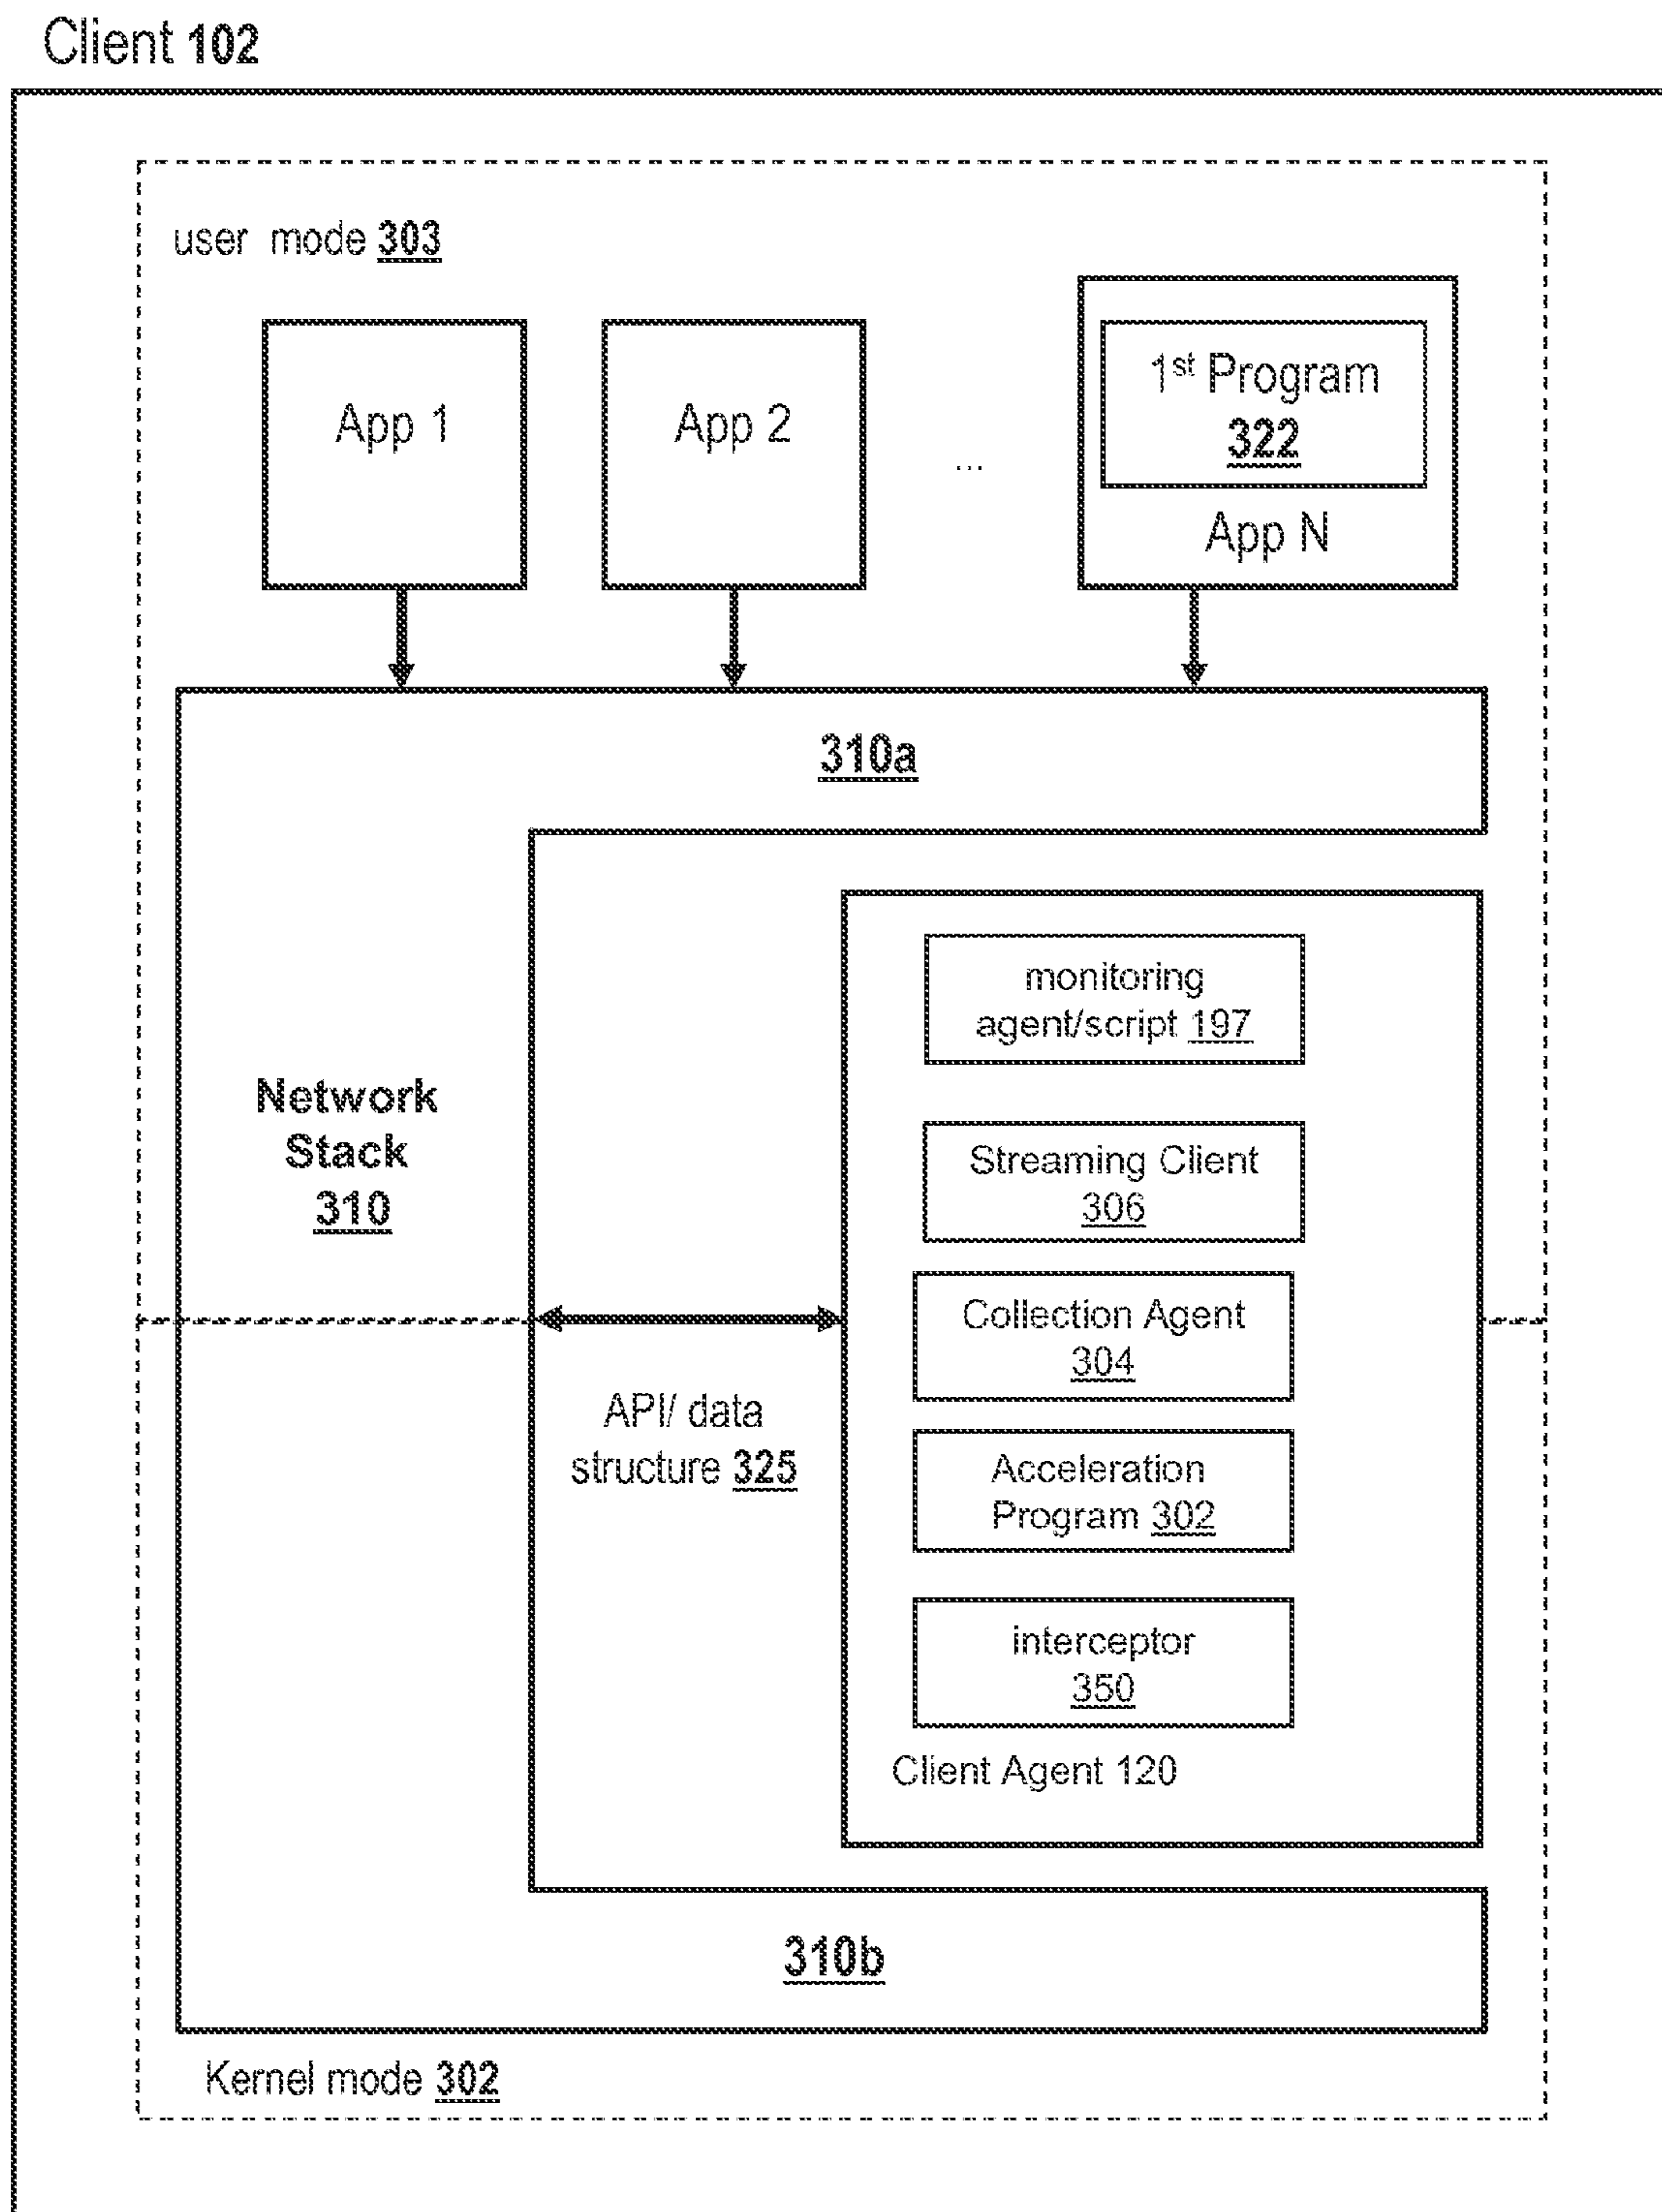 Client 102
user mode 303
App 1
App 2
...
1st Program
322
App N
310a
Network
Stack
310
monitoring
agent/script 197
Streaming Client
306
Collection Agent
304
API/ data
structure 325
Acceleration
Program 302
interceptor
350
Client Agent 120
310b
Kernel mode 302